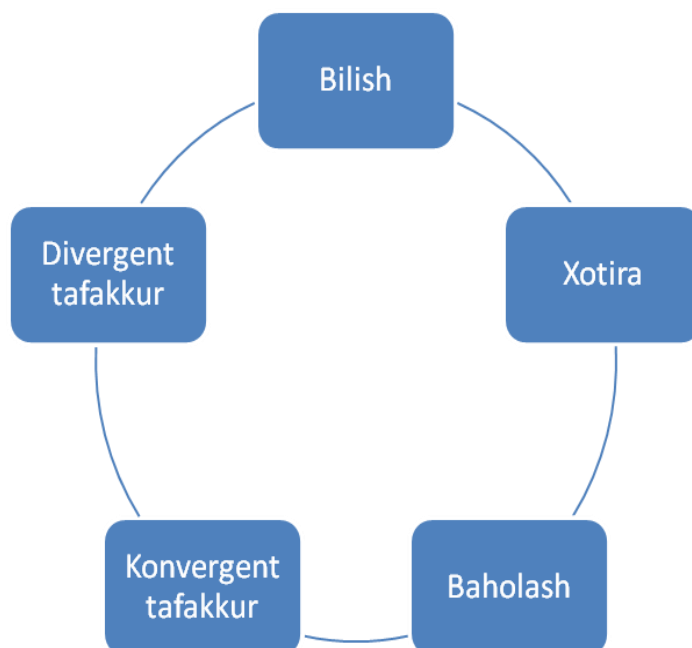 Bilish
Xotira
Baholash
Konvergent
tafakkur
Divergent
tafakkur